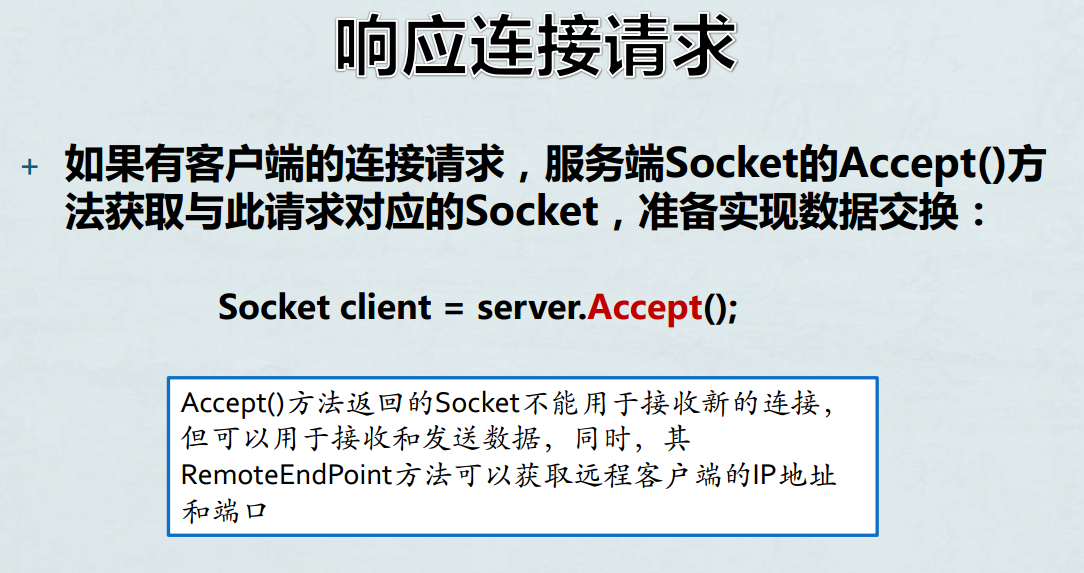 响应连接请求
+ 如果有客户端的连接请求，服务端Socket的Accept()方
法获取与此请求对应的Socket，准备实现数据交换：
Socket client = server.Accept();
Accept()方法返回的Socket不能用于接收新的连接，
但可以用于接收和发送数据，同时，其
RemoteEndPoint方法可以获取远程客户端的IP地址
和端口